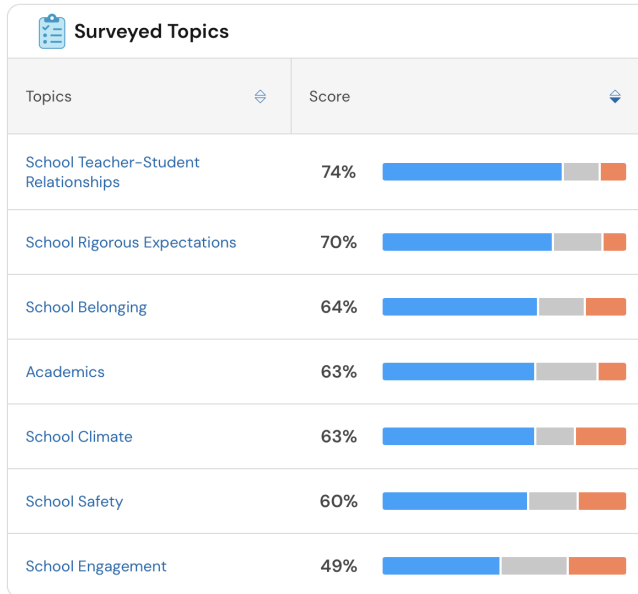 Surveyed Topics
Topics
Score
School Teacher-Student
Relationships
74%
School Rigorous Expectations
70%
School Belonging
64%
Academics
63%
School Climate
63%
School Safety
60%
School Engagement
49%